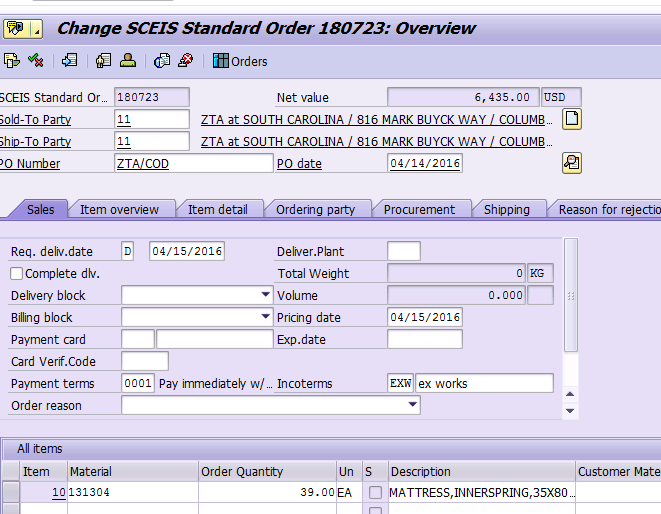 Change SCEIS Standard Order 180723: Overview
Orders
SCEIS Standard Or... 180723 Net value 6,435.00 USD
Sold-To Party 11 ZTA at SOUTH CAROLINA / 816 MARK BUYCK WAY / COLUMB...
Ship-To Party 11 ZTA at SOUTH CAROLINA / 816 MARK BUYCK WAY / COLUMB...
PO Number ZTA/COD PO date 04/14/2016
Sales Item overview Item detail Ordering party Procurement Shipping Reason for rejectio
Req. deliv.date D 04/15/2016 Deliver.Plant
Complete dlv. Total Weight 0 KG
Delivery block Volume 0.000
Billing block Pricing date 04/15/2016
Payment card Exp.date
Card Verif.Code
Payment terms 0001 Pay immediately w/... Incoterms EXW ex works
Order reason
All items
Item Material Order Quantity Un S Description Customer Mate
10 131304 39.00 EA MATTRESS,INNERSPRING,35X80...